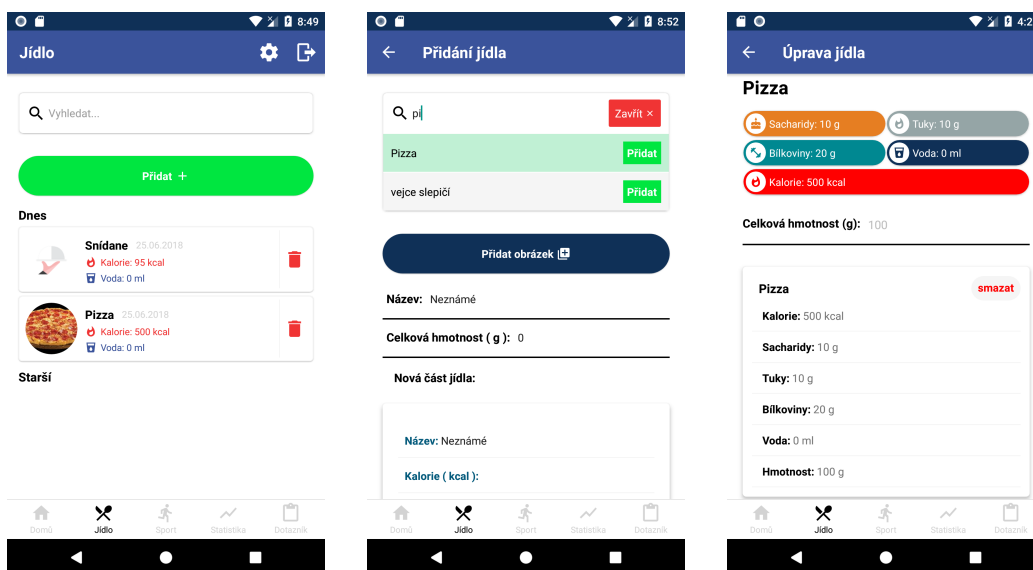 8:49
Jídlo
Vyhledat...
Přidat +
Dnes
Snídane 25.06.2018
Kalorie: 95 kcal
Voda: 0 ml
Pizza 25.06.2018
Kalorie: 500 kcal
Voda: 0 ml
Starší
Domů Jídlo Sport Statistika Dotazník
8:52
Přidání jídla
pi Zavřít ×
Pizza Přidat
vejce slepičí Přidat
Přidat obrázek
Název: Neznámé
Celková hmotnost ( g ): 0
Nová část jídla:
Název: Neznámé
Kalorie ( kcal ):
Domů Jídlo Sport Statistika Dotazník
4:2
Úprava jídla
Pizza
Sacharidy: 10 g Tuky: 10 g
Bílkoviny: 20 g Voda: 0 ml
Kalorie: 500 kcal
Celková hmotnost (g): 100
Pizza smazat
Kalorie: 500 kcal
Sacharidy: 10 g
Tuky: 10 g
Bílkoviny: 20 g
Voda: 0 ml
Hmotnost: 100 g
Domů Jídlo Sport Statistika Dotazník